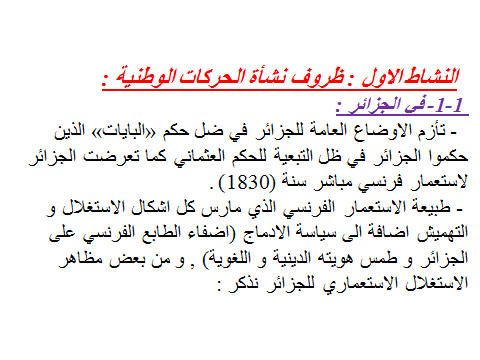 النشاط الاول : ظروف نشأة الحركات الوطنية :
1-1- في الجزائر :
- تأزم الاوضاع العامة للجزائر في ضل حكم «البايات» الذين
حكموا الجزائر في ظل التبعية للحكم العثماني كما تعرضت الجزائر
لاستعمار فرنسي مباشر سنة (1830) .
- طبيعة الاستعمار الفرنسي الذي مارس كل اشكال الاستغلال و
التهميش اضافة الى سياسة الادماج (اضفاء الطابع الفرنسي على
الجزائر و طمس هويته الدينية و اللغوية) , و من بعض مظاهر
الاستغلال الاستعماري للجزائر نذكر :